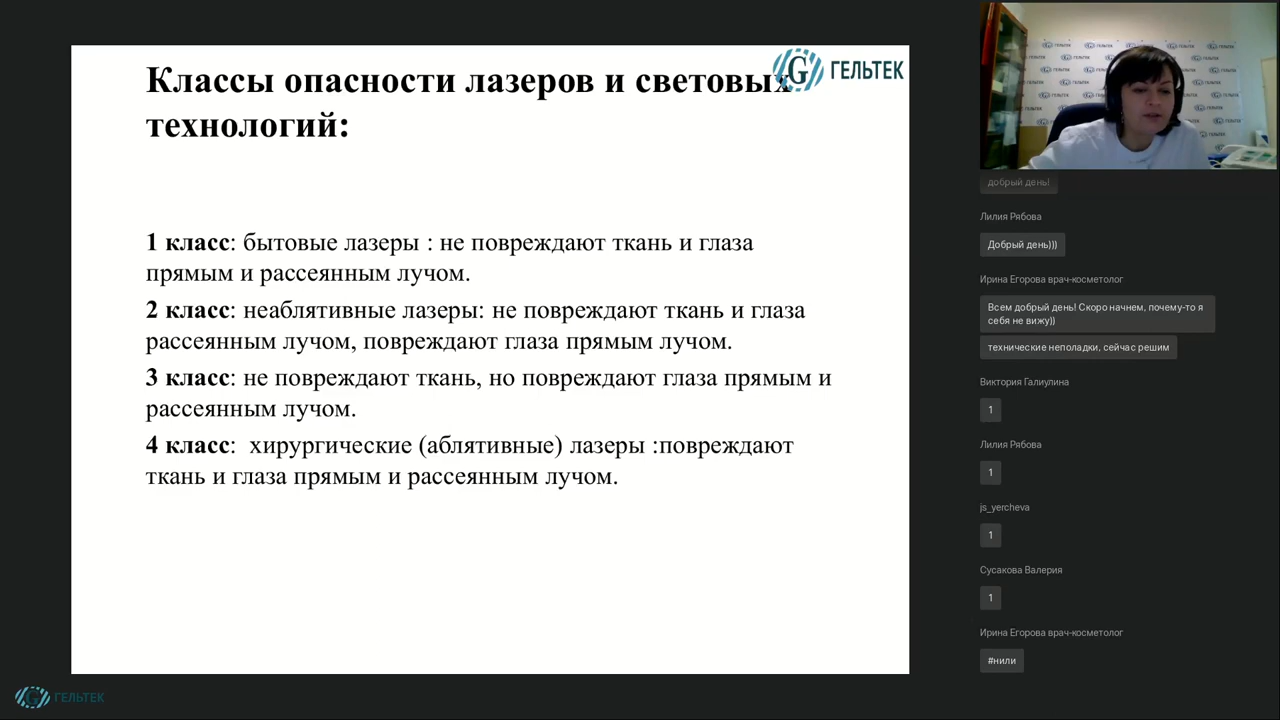 Классы опасности лазеров и световых
технологий:
ГЕЛЬТЕК
1 класс: бытовые лазеры : не повреждают ткань и глаза
прямым и рассеянным лучом.
2 класс: неаблятивные лазеры: не повреждают ткань и глаза
рассеянным лучом, повреждают глаза прямым лучом.
3 класс: не повреждают ткань, но повреждают глаза прямым и
рассеянным лучом.
4 класс:  хирургические (аблятивные) лазеры :повреждают
ткань и глаза прямым и рассеянным лучом.
ГЕЛЬТЕК
добрый день!
Лилия Рябова
Добрый день)))
Ирина Егорова врач-косметолог
Всем добрый день! Скоро начнем, почему-то я
себя не вижу))
технические неполадки, сейчас решим
Виктория Галиулина
1
Лилия Рябова
1
js_yercheva
1
Сусакова Валерия
1
Ирина Егорова врач-косметолог
#нили